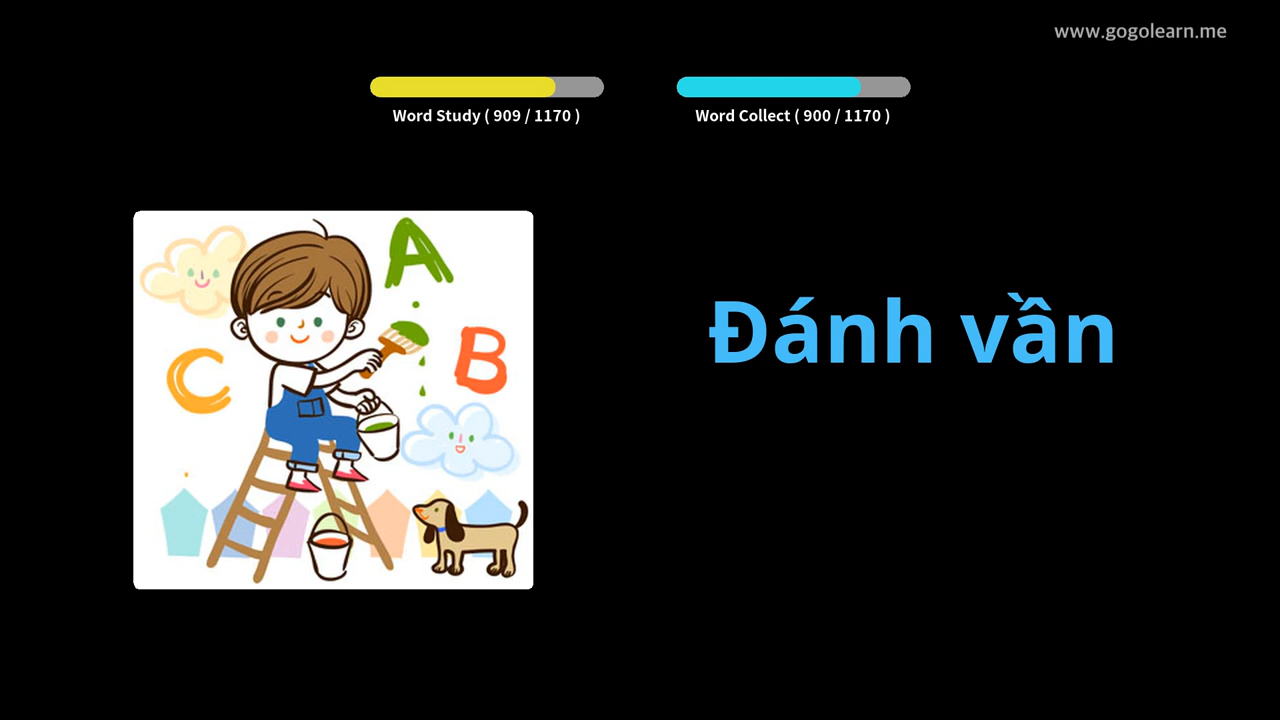 www.gogolearn.me
Word Study ( 909 / 1170 )
Word Collect ( 900 / 1170 )
A
B
C
Đánh vần